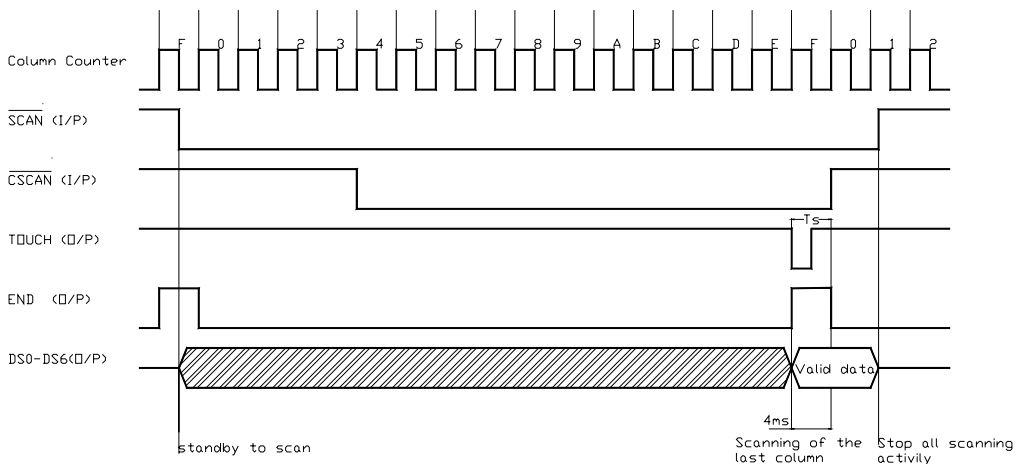 F 0 1 2 3 4 5 6 7 8 9 A B C D E F 0 1 2
Column Counter
SCAN (I/P)
CSCAN (I/P)
Ts
TOUCH (O/P)
END (O/P)
DS0-DS6(O/P)
Valid data
4ms
standby to scan
Scanning of the last column
Stop all scanning activily